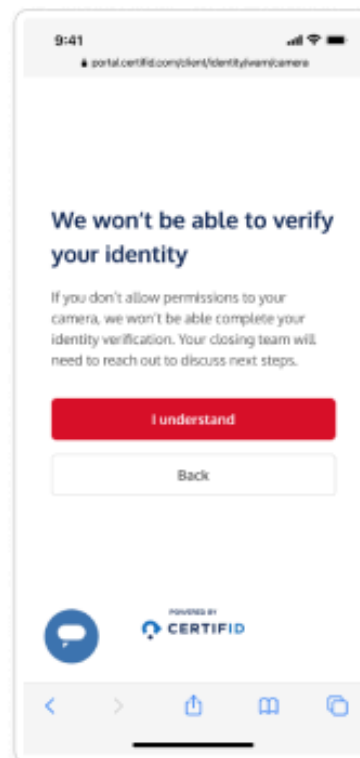 9:41
portal.certifid.com/client/identity/warn/camera
We won't be able to verify
your identity
If you don't allow permissions to your
camera, we won't be able complete your
identity verification. Your closing team will
need to reach out to discuss next steps.
I understand
Back
POWERED BY
CERTIFID